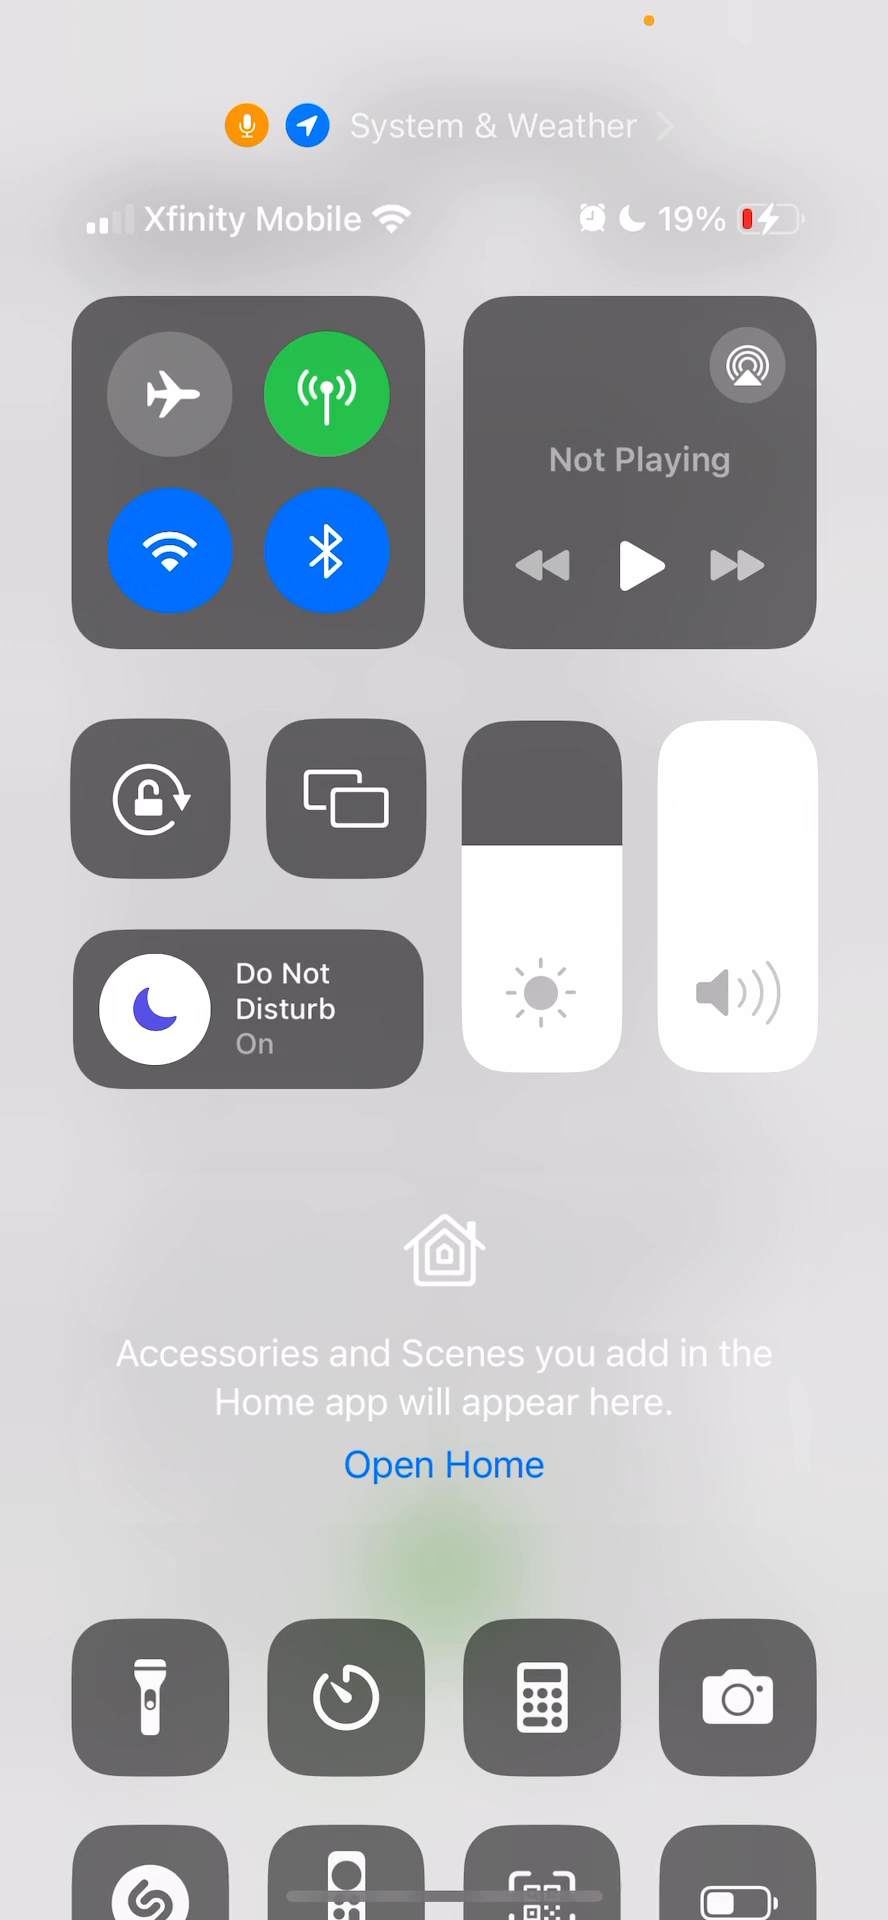 System & Weather
Xfinity Mobile 19%
Not Playing
Do Not
Disturb
On
Accessories and Scenes you add in the
Home app will appear here.
Open Home